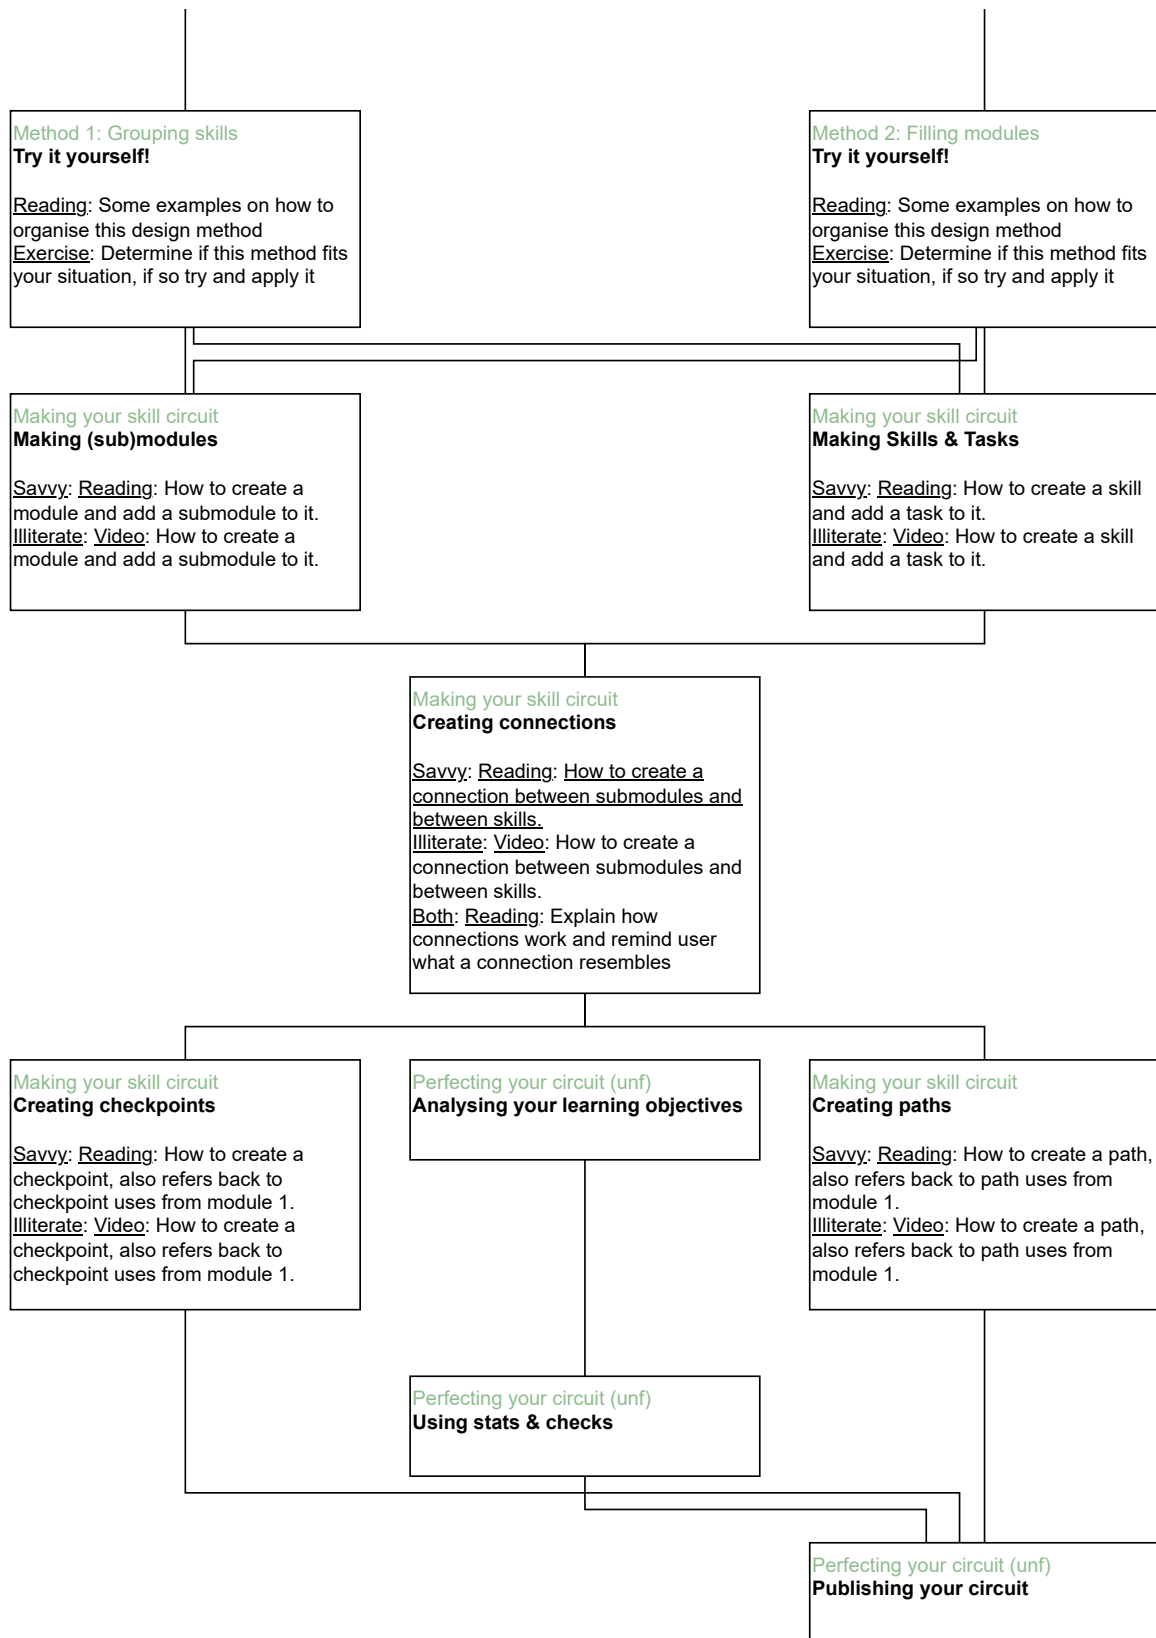 Method 1: Grouping skills
Try it yourself!
Reading: Some examples on how to
organise this design method
Exercise: Determine if this method fits
your situation, if so try and apply it
Method 2: Filling modules
Try it yourself!
Reading: Some examples on how to
organise this design method
Exercise: Determine if this method fits
your situation, if so try and apply it
Making your skill circuit
Making (sub)modules
Savvy: Reading: How to create a
module and add a submodule to it.
Illiterate: Video: How to create a
module and add a submodule to it.
Making your skill circuit
Making Skills & Tasks
Savvy: Reading: How to create a skill
and add a task to it.
Illiterate: Video: How to create a skill
and add a task to it.
Making your skill circuit
Creating connections
Savvy: Reading: How to create a
connection between submodules and
between skills.
Illiterate: Video: How to create a
connection between submodules and
between skills.
Both: Reading: Explain how
connections work and remind user
what a connection resembles
Making your skill circuit
Creating checkpoints
Savvy: Reading: How to create a
checkpoint, also refers back to
checkpoint uses from module 1.
Illiterate: Video: How to create a
checkpoint, also refers back to
checkpoint uses from module 1.
Perfecting your circuit (unf)
Analysing your learning objectives
Making your skill circuit
Creating paths
Savvy: Reading: How to create a path,
also refers back to path uses from
module 1.
Illiterate: Video: How to create a path,
also refers back to path uses from
module 1.
Perfecting your circuit (unf)
Using stats & checks
Perfecting your circuit (unf)
Publishing your circuit